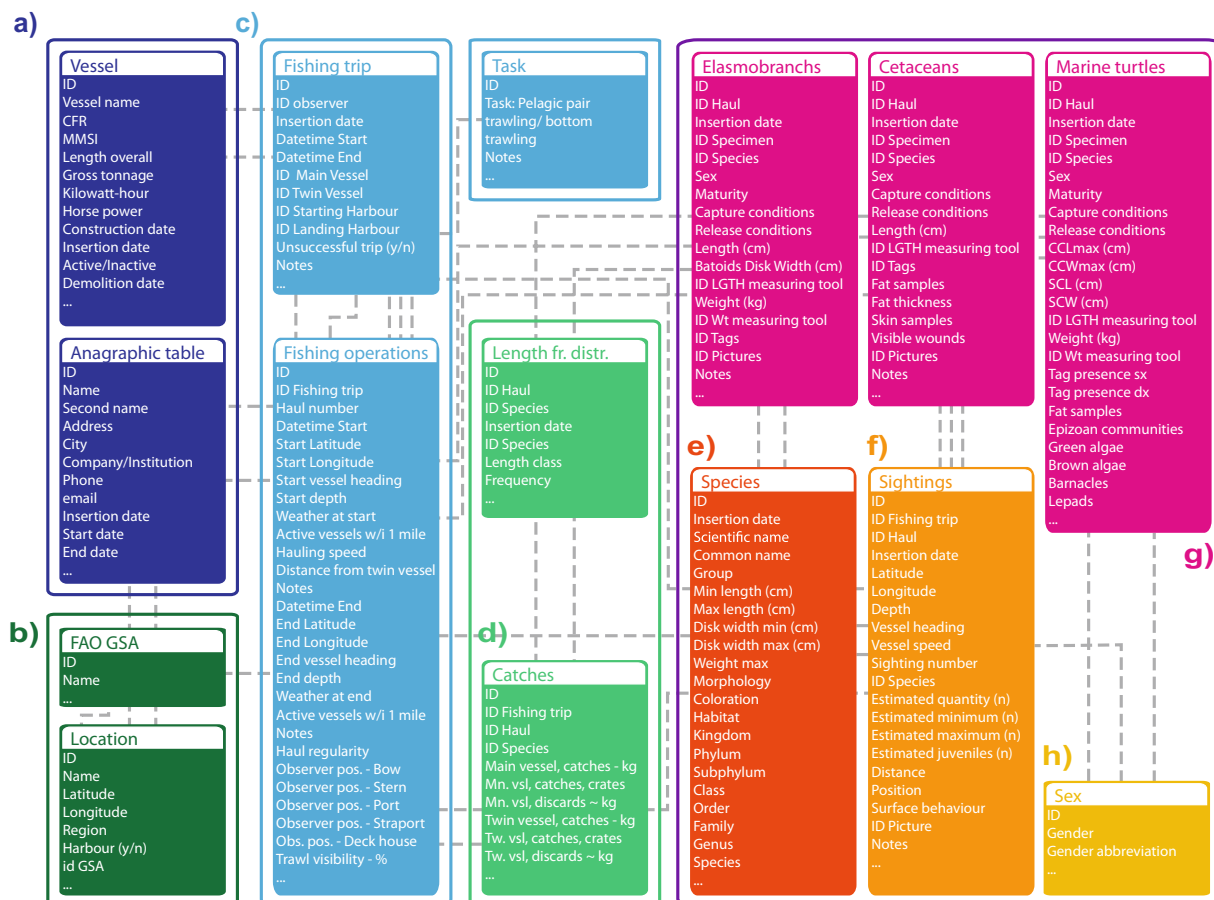 a)
Vessel
ID
Vessel name
CFR
MMSI
Length overall
Gross tonnage
Kilowatt-hour
Horse power
Construction date
Insertion date
Active/Inactive
Demolition date
...
Anagraphic table
ID
Name
Second name
Address
City
Company/Institution
Phone
email
Insertion date
Start date
End date
...
b)
FAO GSA
ID
Name
...
Location
ID
Name
Latitude
Longitude
Region
Harbour (y/n)
id GSA
...
c)
Fishing trip
ID
ID observer
Insertion date
Datetime Start
Datetime End
ID Main Vessel
ID Twin Vessel
ID Starting Harbour
ID Landing Harbour
Unsuccessful trip (y/n)
Notes
...
Fishing operations
ID
ID Fishing trip
Haul number
Datetime Start
Start Latitude
Start Longitude
Start vessel heading
Start depth
Weather at start
Active vessels w/i 1 mile
Hauling speed
Distance from twin vessel
Notes
Datetime End
End Latitude
End Longitude
End vessel heading
End depth
Weather at end
Active vessels w/i 1 mile
Notes
Haul regularity
Observer pos. - Bow
Observer pos. - Stern
Observer pos. - Port
Observer pos. - Straport
Obs. pos. - Deck house
Trawl visibility - %
...
Task
ID
Task: Pelagic pair
trawling/ bottom
trawling
Notes
...
Length fr. distr.
ID
ID Haul
ID Species
Insertion date
ID Species
Length class
Frequency
...
d)
Catches
ID
ID Fishing trip
ID Haul
ID Species
Main vessel, catches - kg
Mn. vsl, catches, crates
Mn. vsl, discards ~ kg
Twin vessel, catches - kg
Tw. vsl, catches, crates
Tw. vsl, discards ~ kg
...
Elasmobranchs
ID
ID Haul
Insertion date
ID Specimen
ID Species
Sex
Maturity
Capture conditions
Release conditions
Length (cm)
Batoids Disk Width (cm)
ID LGTH measuring tool
Weight (kg)
ID Wt measuring tool
ID Tags
ID Pictures
Notes
...
Cetaceans
ID
ID Haul
Insertion date
ID Specimen
ID Species
Sex
Capture conditions
Release conditions
Length (cm)
ID LGTH measuring tool
ID Tags
Fat samples
Fat thickness
Skin samples
Visible wounds
ID Pictures
Notes
...
Marine turtles
ID
ID Haul
Insertion date
ID Specimen
ID Species
Sex
Maturity
Capture conditions
Release conditions
CCLmax (cm)
CCWmax (cm)
SCL (cm)
SCW (cm)
ID LGTH measuring tool
Weight (kg)
ID Wt measuring tool
Tag presence sx
Tag presence dx
Fat samples
Epizoan communities
Green algae
Brown algae
Barnacles
Lepads
...
g)
e)
Species
ID
Insertion date
Scientific name
Common name
Group
Min length (cm)
Max length (cm)
Disk width min (cm)
Disk width max (cm)
Weight max
Morphology
Coloration
Habitat
Kingdom
Phylum
Subphylum
Class
Order
Family
Genus
Species
...
f)
Sightings
ID
ID Fishing trip
ID Haul
Insertion date
Latitude
Longitude
Depth
Vessel heading
Vessel speed
Sighting number
ID Species
Estimated quantity (n)
Estimated minimum (n)
Estimated maximum (n)
Estimated juveniles (n)
Distance
Position
Surface behaviour
ID Picture
Notes
...
h)
Sex
ID
Gender
Gender abbreviation
...